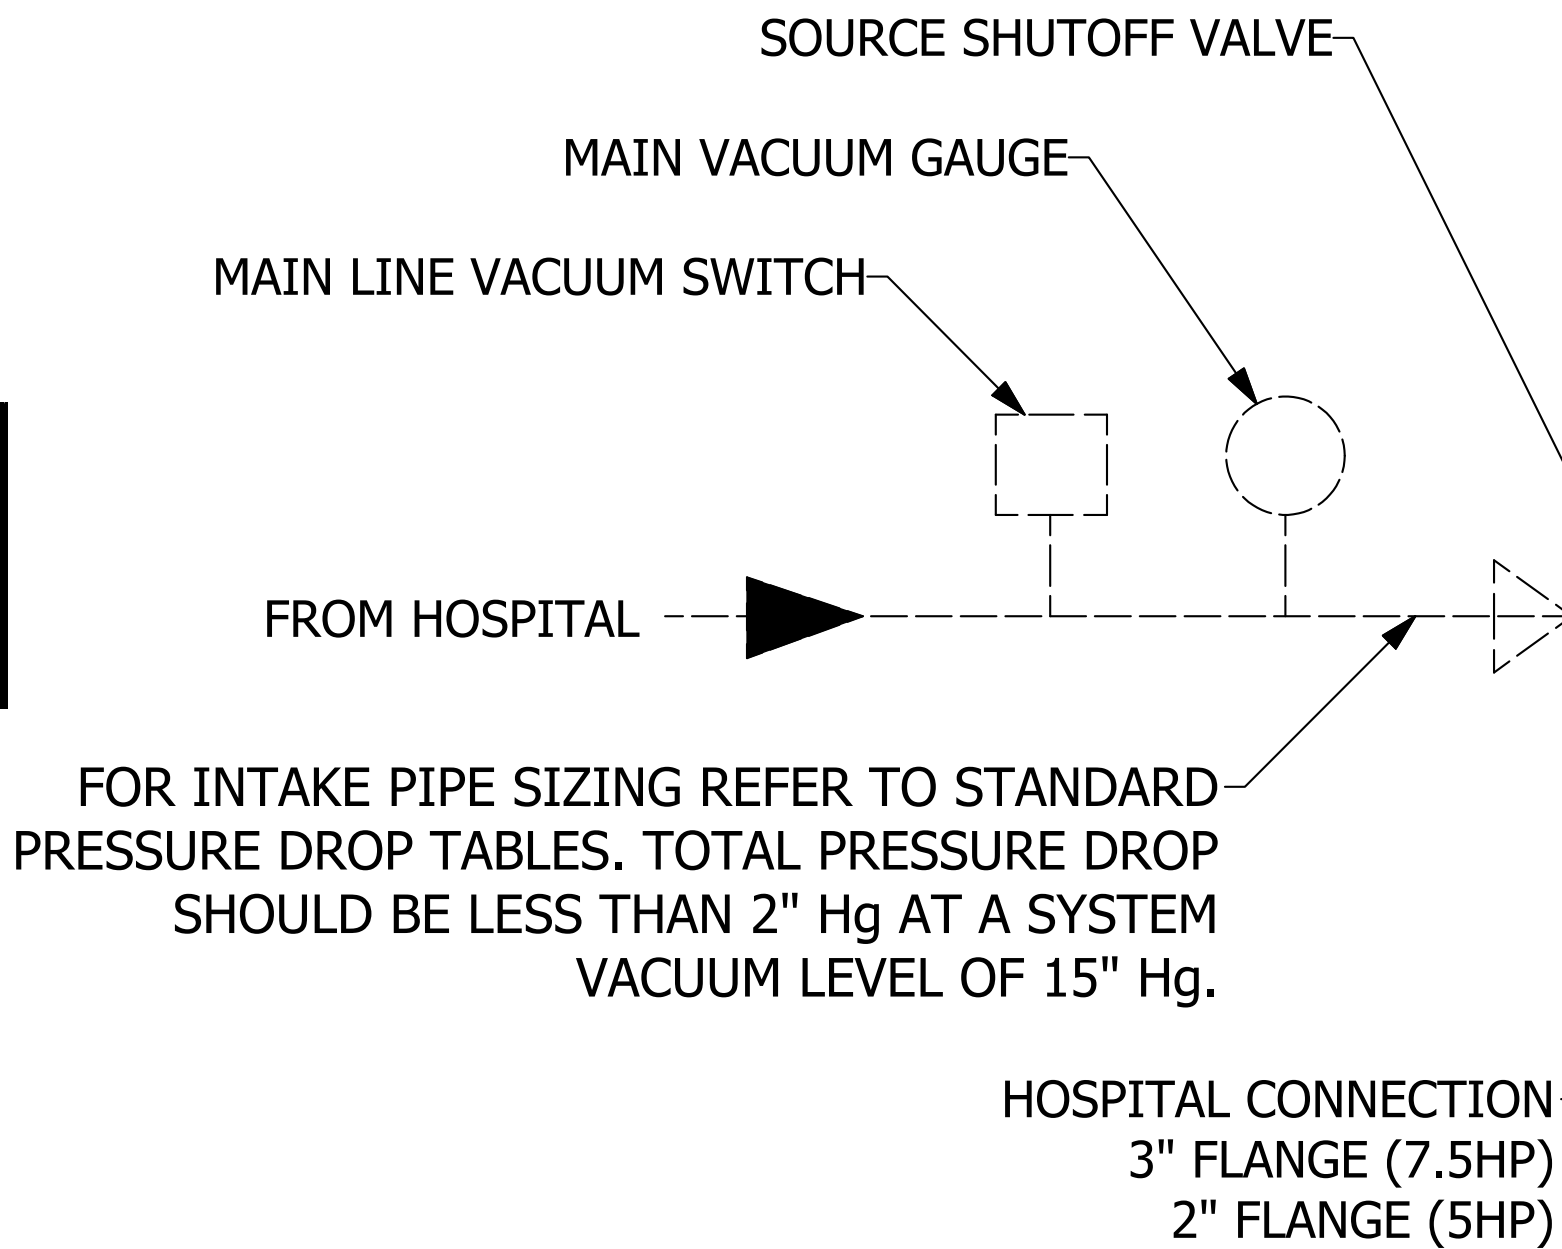 SOURCE SHUTOFF VALVE
MAIN VACUUM GAUGE
MAIN LINE VACUUM SWITCH
FROM HOSPITAL
FOR INTAKE PIPE SIZING REFER TO STANDARD
PRESSURE DROP TABLES. TOTAL PRESSURE DROP
SHOULD BE LESS THAN 2" Hg AT A SYSTEM
VACUUM LEVEL OF 15" Hg.
HOSPITAL CONNECTION
3" FLANGE (7.5HP)
2" FLANGE (5HP)